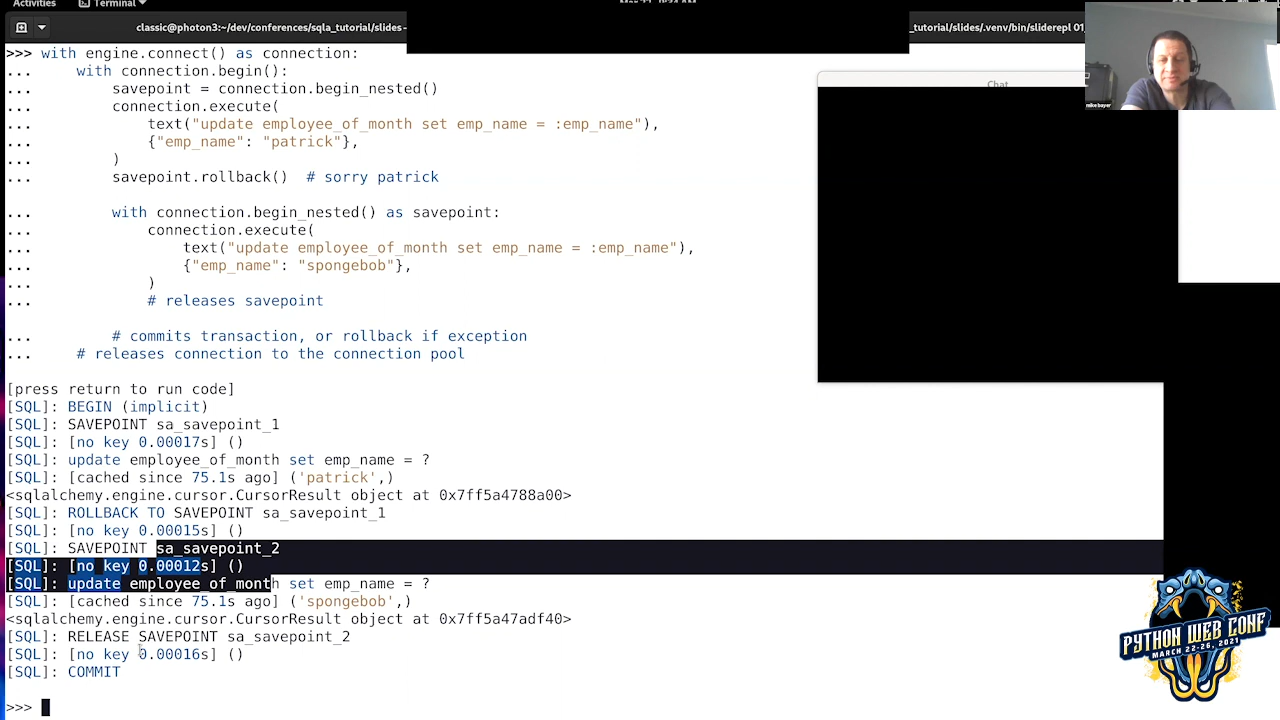 Activities Terminal
classic@photon3:~/dev/conferences/sqla_tutorial/slides- _tutorial/slides/.venv/bin/sliderepl 01_
>>> with engine.connect() as connection:
...     with connection.begin():
...         savepoint = connection.begin_nested()
...         connection.execute(
...             text("update employee_of_month set emp_name = :emp_name"),
...             {"emp_name": "patrick"},
...         )
...         savepoint.rollback()  # sorry patrick
...         with connection.begin_nested() as savepoint:
...             connection.execute(
...                 text("update employee_of_month set emp_name = :emp_name"),
...                 {"emp_name": "spongebob"},
...             )
...             # releases savepoint
...         # commits transaction, or rollback if exception
...     # releases connection to the connection pool
[press return to run code]
[SQL]: BEGIN (implicit)
[SQL]: SAVEPOINT sa_savepoint_1
[SQL]: [no key 0.00017s] ()
[SQL]: update employee_of_month set emp_name = ?
[SQL]: [cached since 75.1s ago] ('patrick',)
<sqlalchemy.engine.cursor.CursorResult object at 0x7ff5a4788a00>
[SQL]: ROLLBACK TO SAVEPOINT sa_savepoint_1
[SQL]: [no key 0.00015s] ()
[SQL]: SAVEPOINT sa_savepoint_2
[SQL]: [no key 0.00012s] ()
[SQL]: update employee_of_month set emp_name = ?
[SQL]: [cached since 75.1s ago] ('spongebob',)
<sqlalchemy.engine.cursor.CursorResult object at 0x7ff5a47adf40>
[SQL]: RELEASE SAVEPOINT sa_savepoint_2
[SQL]: [no key 0.00016s] ()
[SQL]: COMMIT
>>>
Chat
mike bayer
PYTHON WEB CONF
MARCH 22-26, 2021